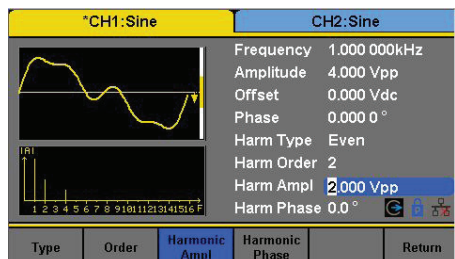 *CH1:Sine
CH2:Sine
Frequency 1.000 000kHz
Amplitude 4.000 Vpp
Offset 0.000 Vdc
Phase 0.000 0 °
Harm Type Even
Harm Order 2
Harm Ampl 2.000 Vpp
Harm Phase 0.0 °
|A|
1 2 3 4 5 6 7 8 9 10 11 12 13 14 15 16 F
Type Order Harmonic Ampl Harmonic Phase Return